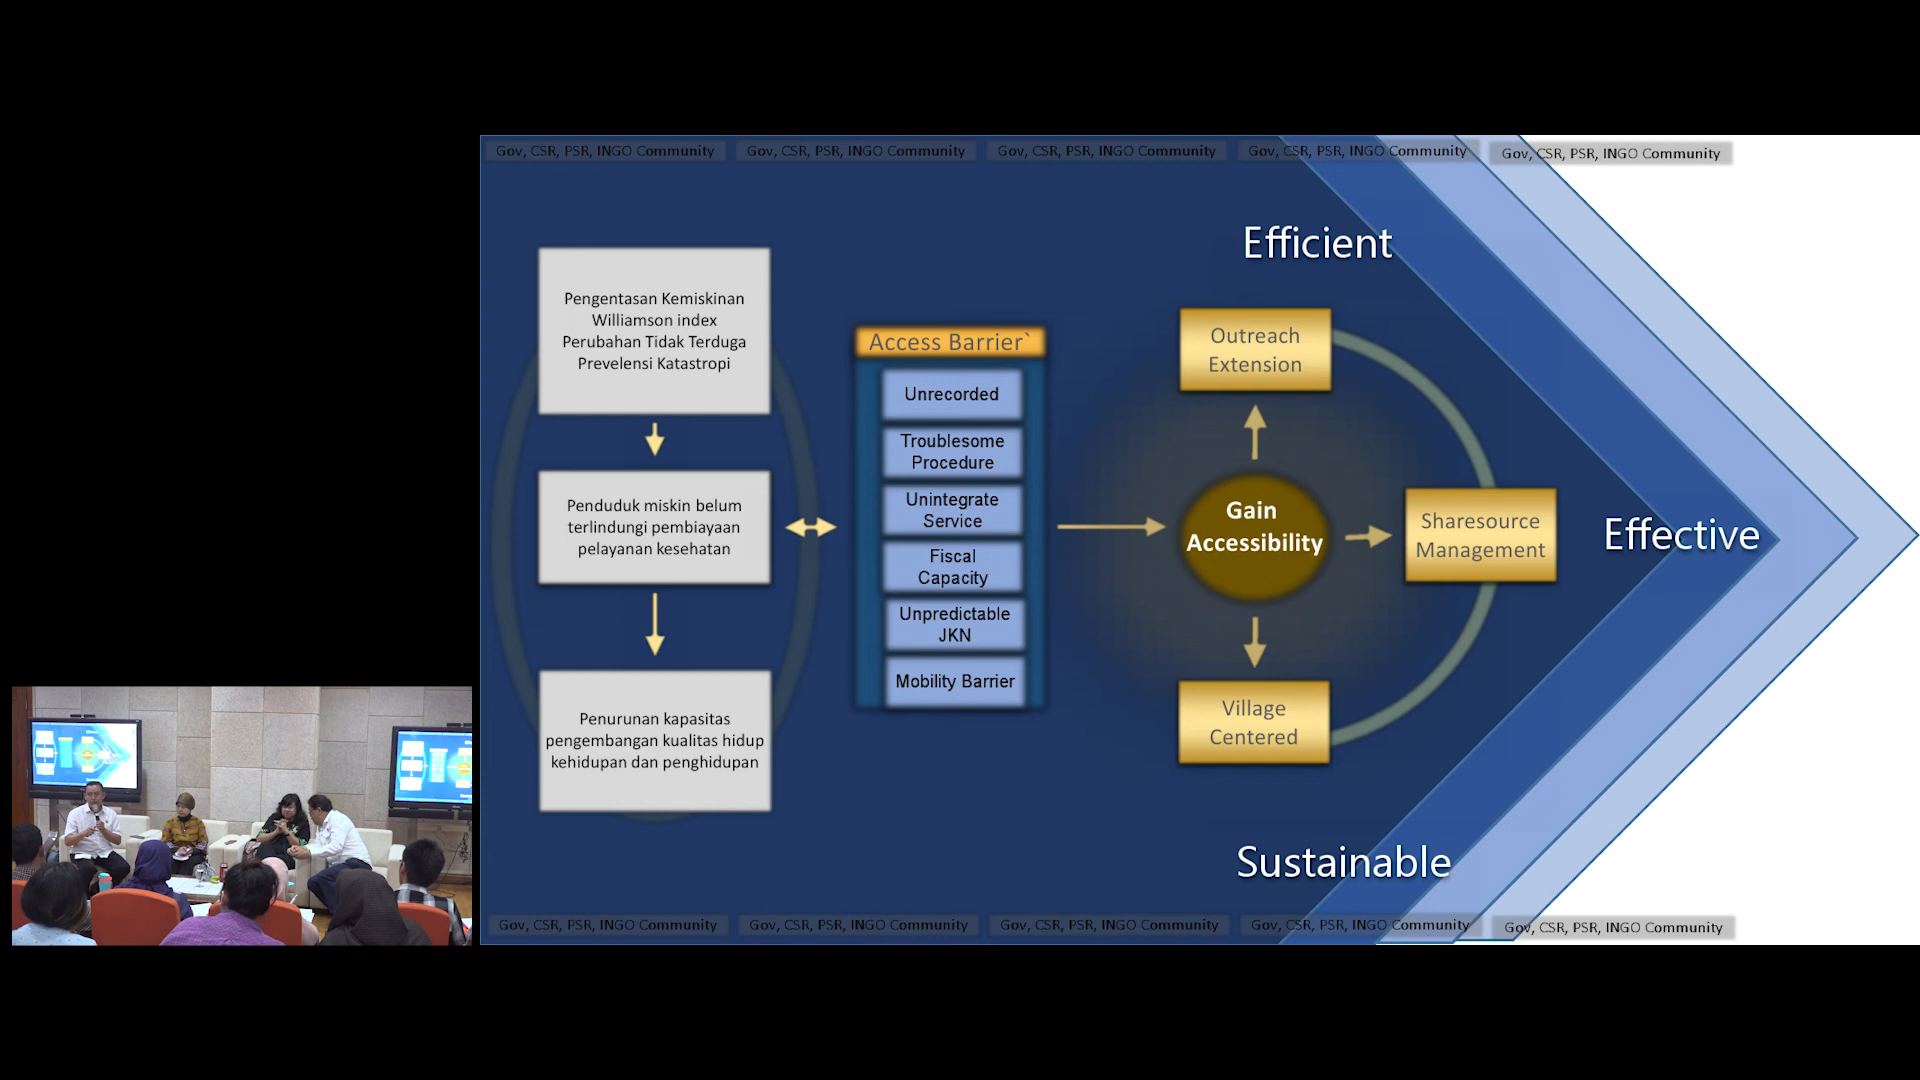 Gov, CSR, PSR, INGO Community
Gov, CSR, PSR, INGO Community
Gov, CSR, PSR, INGO Community
Gov, CSR, PSR, INGO Community
Gov, CSR, PSR, INGO Community
Pengentasan Kemiskinan
Williamson index
Perubahan Tidak Terduga
Prevelensi Katastropi
Penduduk miskin belum
terlindungi pembiayaan
pelayanan kesehatan
Penurunan kapasitas
pengembangan kualitas hidup
kehidupan dan penghidupan
Access Barrier`
Unrecorded
Troublesome
Procedure
Unintegrate
Service
Fiscal
Capacity
Unpredictable
JKN
Mobility Barrier
Efficient
Outreach
Extension
Gain
Accessibility
Sharesource
Management
Effective
Village
Centered
Sustainable
Gov, CSR, PSR, INGO Community
Gov, CSR, PSR, INGO Community
Gov, CSR, PSR, INGO Community
Gov, CSR, PSR, INGO Community
Gov, CSR, PSR, INGO Community